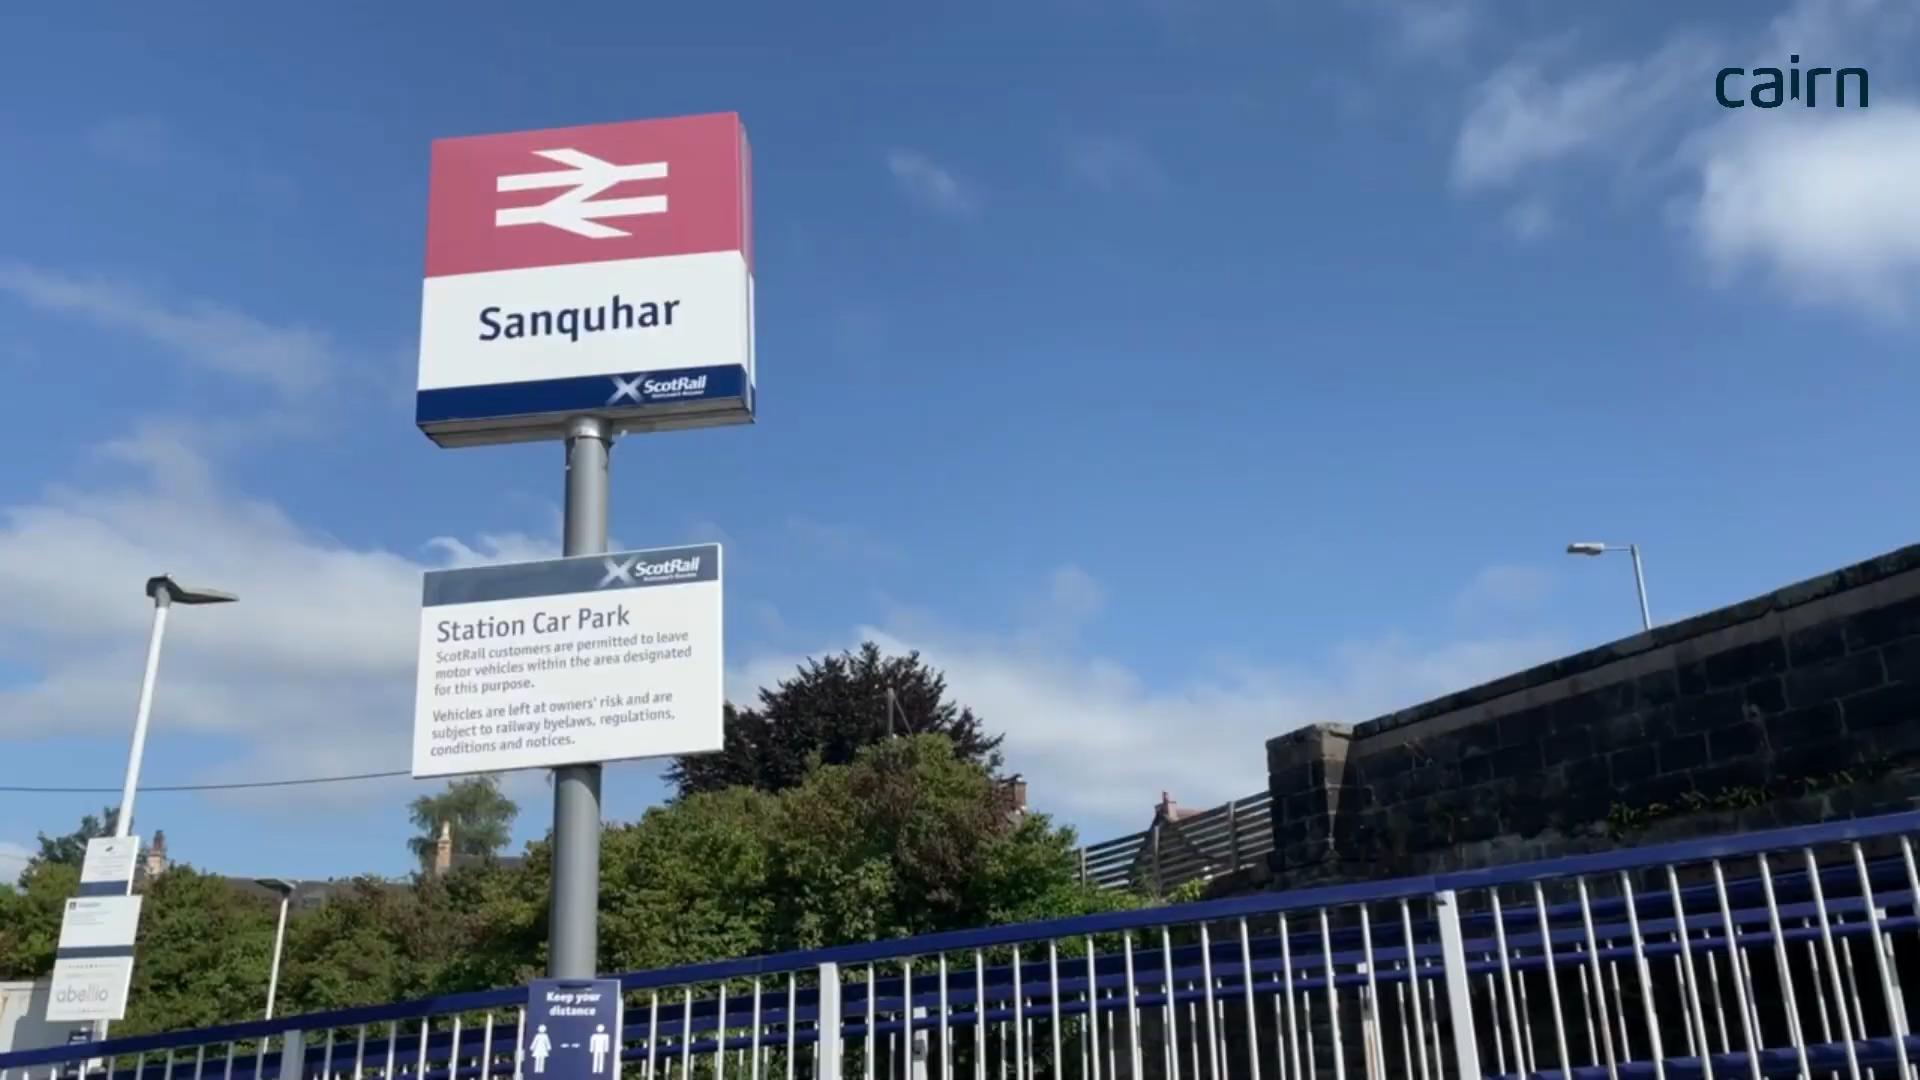 cairn
Sanquhar
ScotRail
ScotRail
Station Car Park
ScotRail customers are permitted to leave
motor vehicles within the area designated
for this purpose.
Vehicles are left at owners' risk and are
subject to railway byelaws, regulations,
conditions and notices.
abellio
Keep your
distance